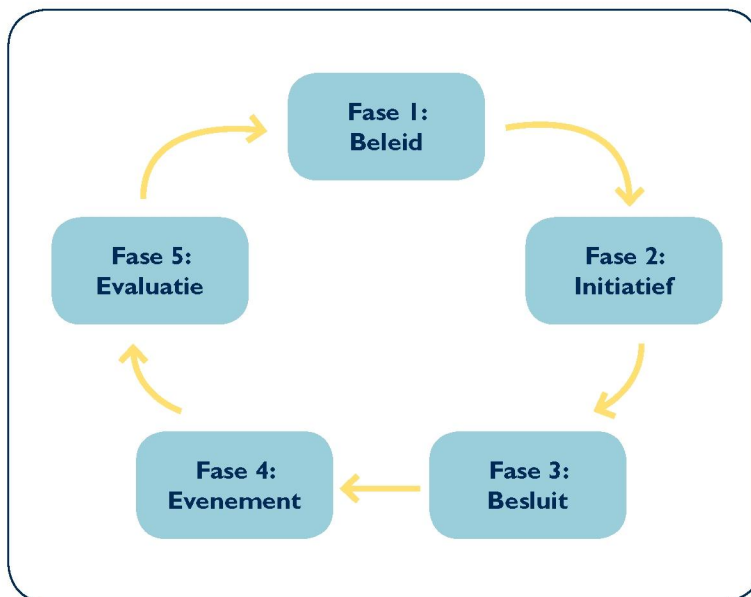 Fase 1:
Beleid
Fase 2:
Initiatief
Fase 3:
Besluit
Fase 4:
Evenement
Fase 5:
Evaluatie